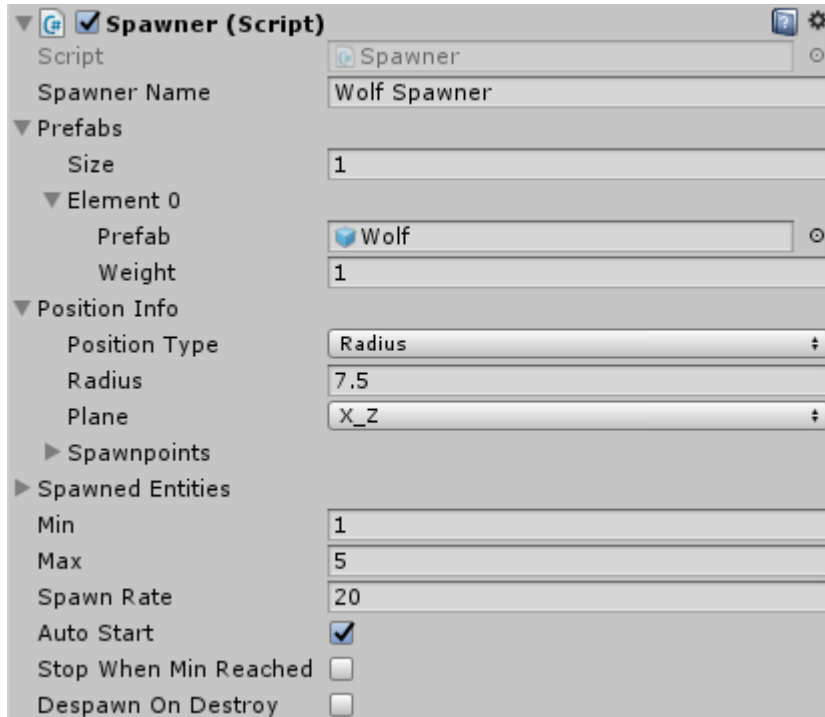 Spawner (Script)
Script Spawner
Spawner Name Wolf Spawner
Prefabs
Size 1
Element 0
Prefab Wolf
Weight 1
Position Info
Position Type Radius
Radius 7.5
Plane X_Z
Spawnpoints
Spawned Entities
Min 1
Max 5
Spawn Rate 20
Auto Start
Stop When Min Reached
Despawn On Destroy